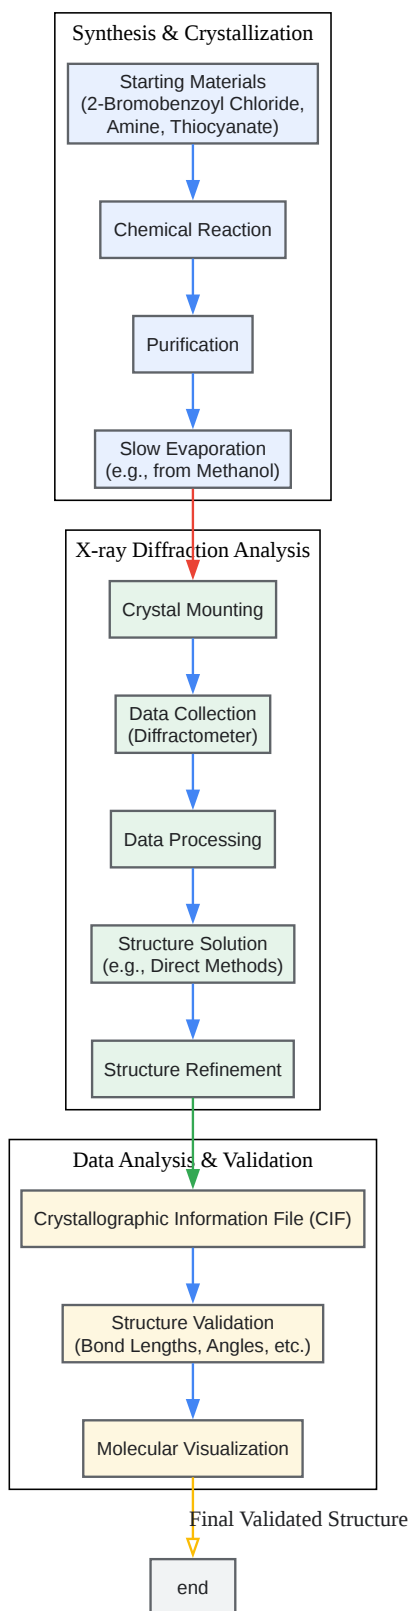 Synthesis & Crystallization
Starting Materials
(2-Bromobenzoyl Chloride,
Amine, Thiocyanate)
Chemical Reaction
Purification
Slow Evaporation
(e.g., from Methanol)
X-ray Diffraction Analysis
Crystal Mounting
Data Collection
(Diffractometer)
Data Processing
Structure Solution
(e.g., Direct Methods)
Structure Refinement
Data Analysis & Validation
Crystallographic Information File (CIF)
Structure Validation
(Bond Lengths, Angles, etc.)
Molecular Visualization
Final Validated Structure
end